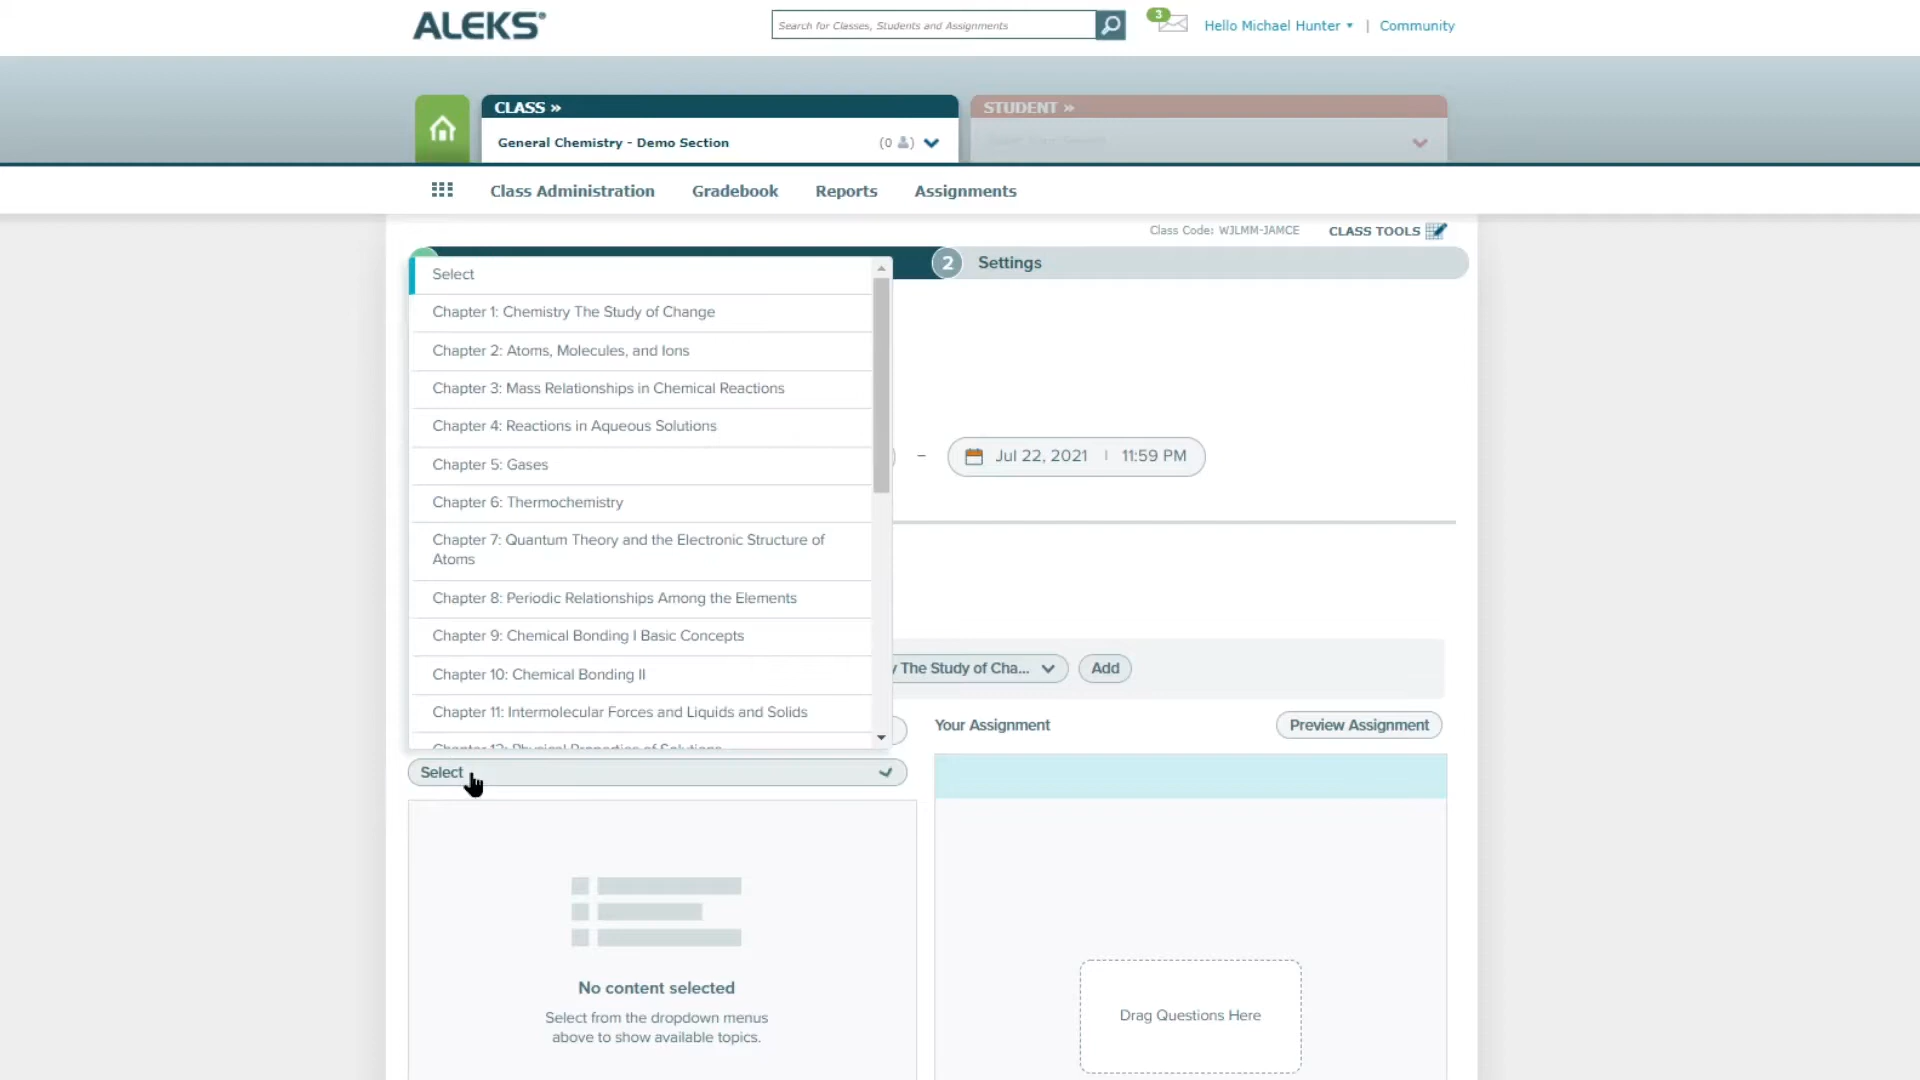 ALEKS®
Search for Classes, Students and Assignments
3
Hello Michael Hunter
|
Community
CLASS »
STUDENT »
General Chemistry - Demo Section
(0 )
Class Administration
Gradebook
Reports
Assignments
Class Code: WJLMM-JAMCE
CLASS TOOLS
2
Settings
Select
Chapter 1: Chemistry The Study of Change
Chapter 2: Atoms, Molecules, and Ions
Chapter 3: Mass Relationships in Chemical Reactions
Chapter 4: Reactions in Aqueous Solutions
Chapter 5: Gases
Chapter 6: Thermochemistry
Chapter 7: Quantum Theory and the Electronic Structure of
Atoms
Chapter 8: Periodic Relationships Among the Elements
Chapter 9: Chemical Bonding I Basic Concepts
Chapter 10: Chemical Bonding II
Chapter 11: Intermolecular Forces and Liquids and Solids
Chapter 12: Physical Properties of Solutions
– Jul 22, 2021 | 11:59 PM
The Study of Cha...
Add
Your Assignment
Preview Assignment
Select
No content selected
Select from the dropdown menus
above to show available topics.
Drag Questions Here